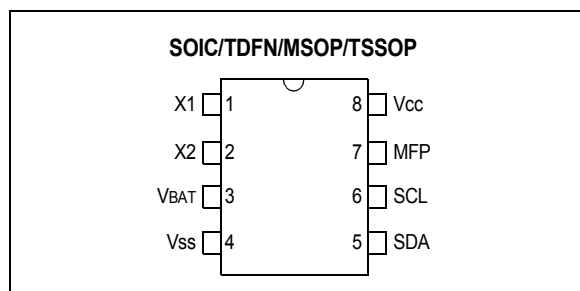 SOIC/TDFN/MSOP/TSSOP
X1 1 8 Vcc
X2 2 7 MFP
VBAT 3 6 SCL
Vss 4 5 SDA